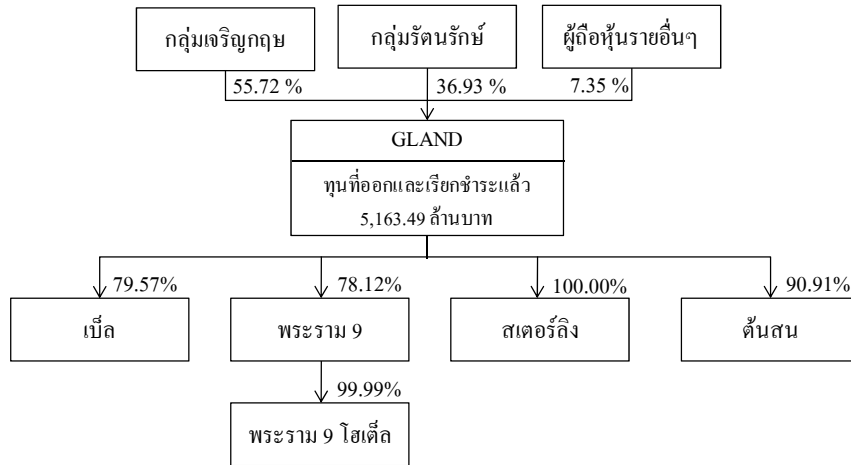 กลุ่มเจริญกฤษ
กลุ่มรัตนรักษ์
ผู้ถือหุ้นรายอื่นๆ
55.72 %
36.93 %
7.35 %
GLAND
ทุนที่ออกและเรียกชำระแล้ว
5,163.49 ล้านบาท
79.57%
78.12%
100.00%
90.91%
เบ็ล
พระราม 9
สเตอร์ลิง
ต้นสน
99.99%
พระราม 9 โฮเต็ล